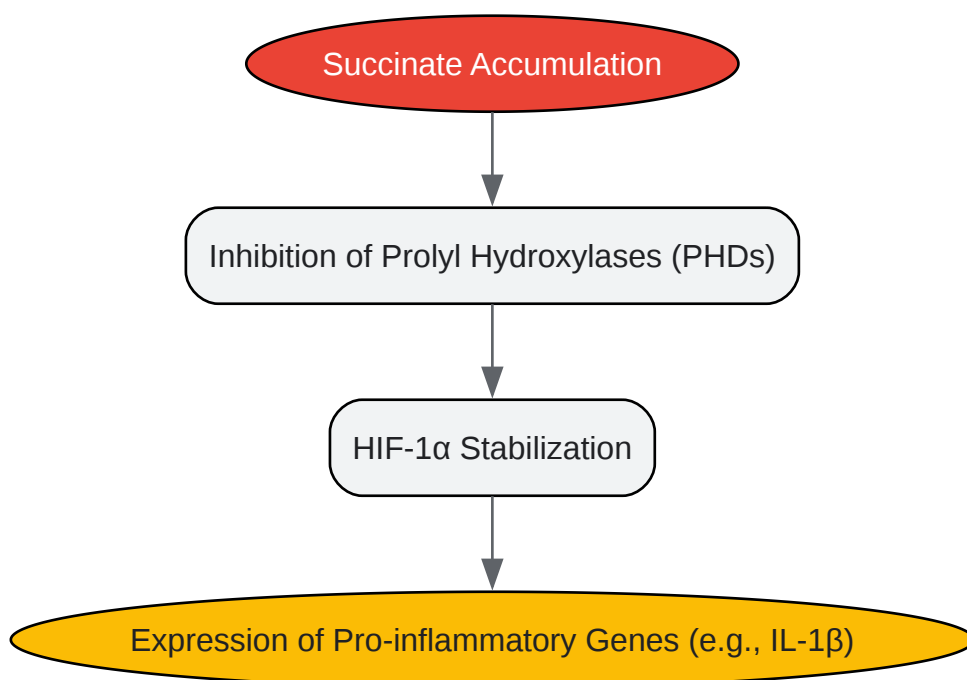 Succinate Accumulation
Inhibition of Prolyl Hydroxylases (PHDs)
HIF-1α Stabilization
Expression of Pro-inflammatory Genes (e.g., IL-1β)